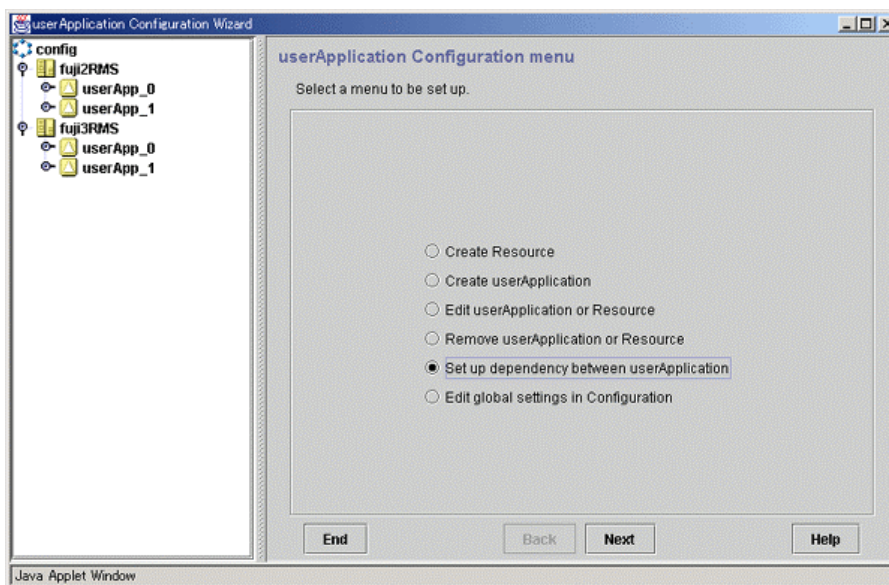 userApplication Configuration Wizard
config
fuji2RMS
userApp_0
userApp_1
fuji3RMS
userApp_0
userApp_1
userApplication Configuration menu
Select a menu to be set up.
Create Resource
Create userApplication
Edit userApplication or Resource
Remove userApplication or Resource
Set up dependency between userApplication
Edit global settings in Configuration
End
Back
Next
Help
Java Applet Window